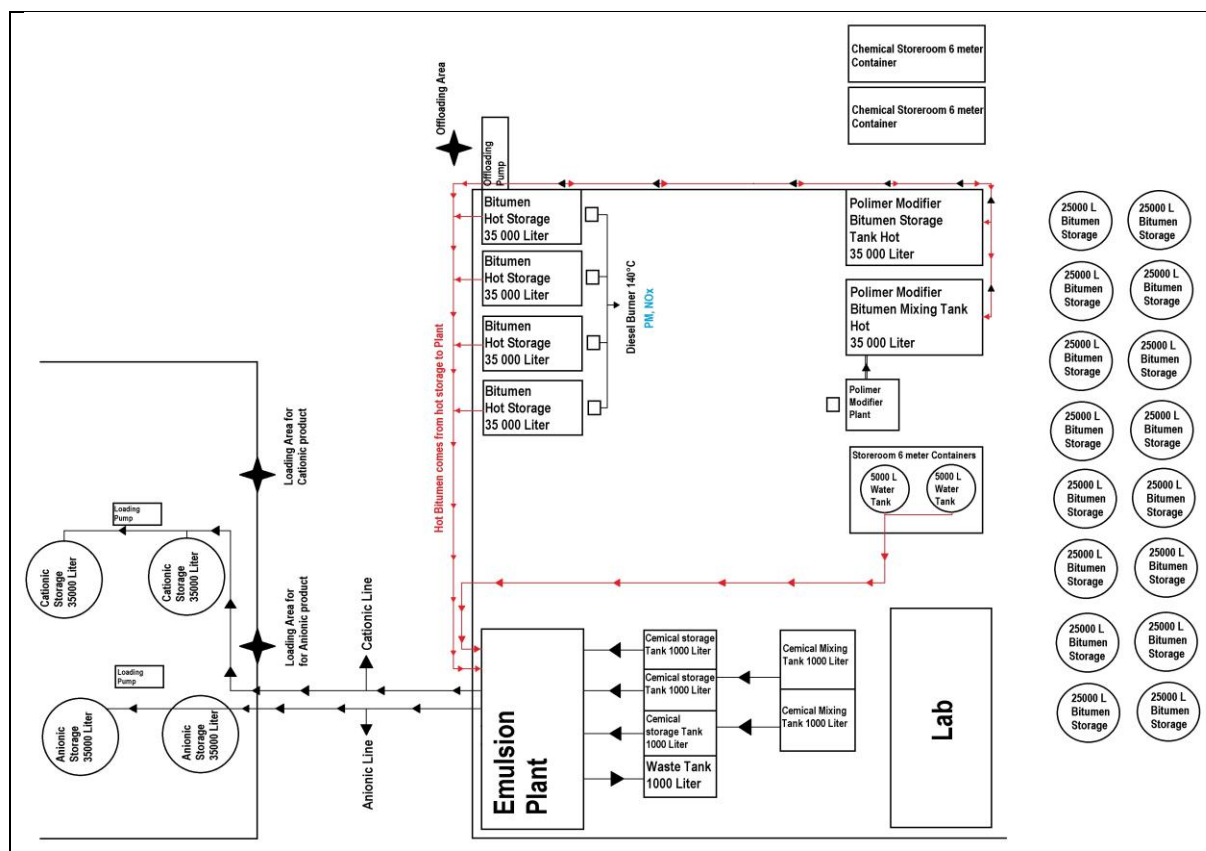 Chemical Storeroom 6 meter
Container
Chemical Storeroom 6 meter
Container
Offloading Area
Offloading
Pump
Bitumen
Hot Storage
35 000 Liter
Bitumen
Hot Storage
35 000 Liter
Bitumen
Hot Storage
35 000 Liter
Bitumen
Hot Storage
35 000 Liter
Diesel Burner 140°C
PM, NOx
Hot Bitumen comes from hot storage to Plant
Polimer Modifier
Bitumen Storage
Tank Hot
35 000 Liter
Polimer Modifier
Bitumen Mixing Tank
Hot
35 000 Liter
Polimer
Modifier
Plant
Storeroom 6 meter Containers
5000 L
Water
Tank
5000 L
Water
Tank
25000 L
Bitumen
Storage
25000 L
Bitumen
Storage
25000 L
Bitumen
Storage
25000 L
Bitumen
Storage
25000 L
Bitumen
Storage
25000 L
Bitumen
Storage
25000 L
Bitumen
Storage
25000 L
Bitumen
Storage
25000 L
Bitumen
Storage
25000 L
Bitumen
Storage
25000 L
Bitumen
Storage
25000 L
Bitumen
Storage
25000 L
Bitumen
Storage
25000 L
Bitumen
Storage
25000 L
Bitumen
Storage
25000 L
Bitumen
Storage
Loading Area for
Cationic product
Loading
Pump
Cationic
Storage
35000 Liter
Cationic
Storage
35000 Liter
Loading Area
for Anionic product
Cationic Line
Loading
Pump
Anionic
Storage
35000 Liter
Anionic
Storage
35000 Liter
Anionic Line
Emulsion
Plant
Cemical storage
Tank 1000 Liter
Cemical storage
Tank 1000 Liter
Cemical
storage Tank
1000 Liter
Waste Tank
1000 Liter
Cemical Mixing
Tank 1000 Liter
Cemical Mixing
Tank 1000 Liter
Lab